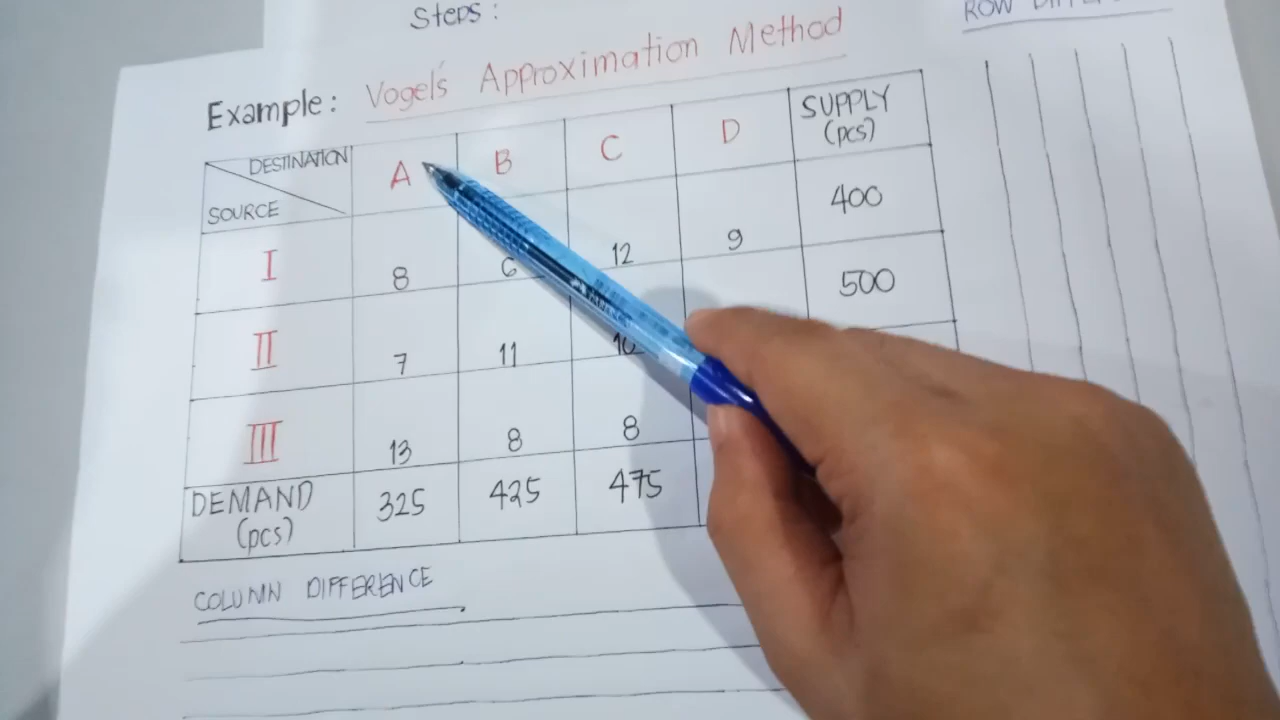 Steps :
ROW
Example : Vogel's Approximation Method
DESTINATION A B C D SUPPLY (pcs)
SOURCE
I 8 6 12 9 400
II 7 11 10 500
III 13 8 8
DEMAND (pcs) 325 425 475
COLUMN DIFFERENCE